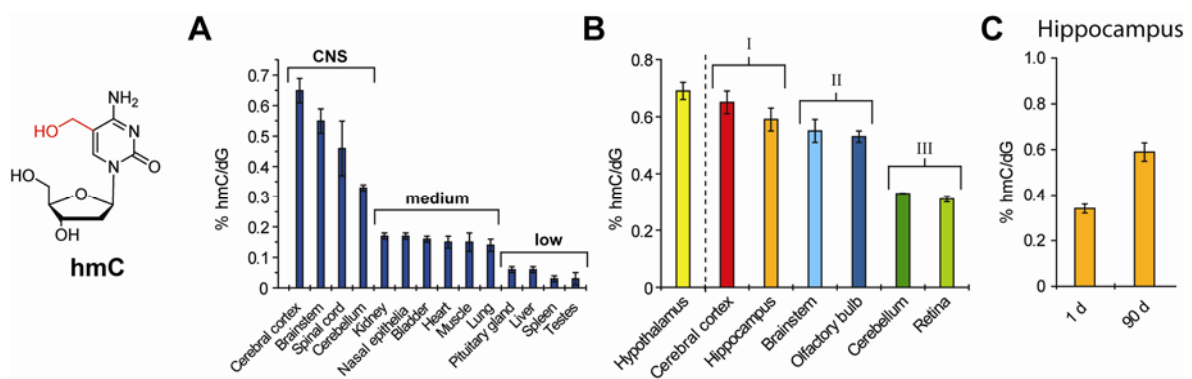 NH2
HO
N
N
O
HO
O
OH
hmC
A
CNS
medium
low
% hmC/dG
0.7
0.6
0.5
0.4
0.3
0.2
0.1
0
Cerebral cortex
Brainstem
Spinal cord
Cerebellum
Kidney
Nasal epithelia
Bladder
Heart
Muscle
Lung
Pituitary gland
Liver
Spleen
Testes
B
I
II
III
% hmC/dG
0.8
0.6
0.4
0.2
0
Hypothalamus
Cerebral cortex
Hippocampus
Brainstem
Olfactory bulb
Cerebellum
Retina
C Hippocampus
% hmC/dG
1.0
0.8
0.6
0.4
0.2
0
1 d
90 d